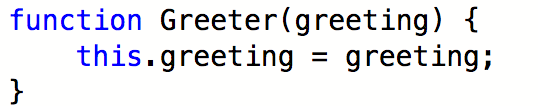 function Greeter(greeting) {
    this.greeting = greeting;
}